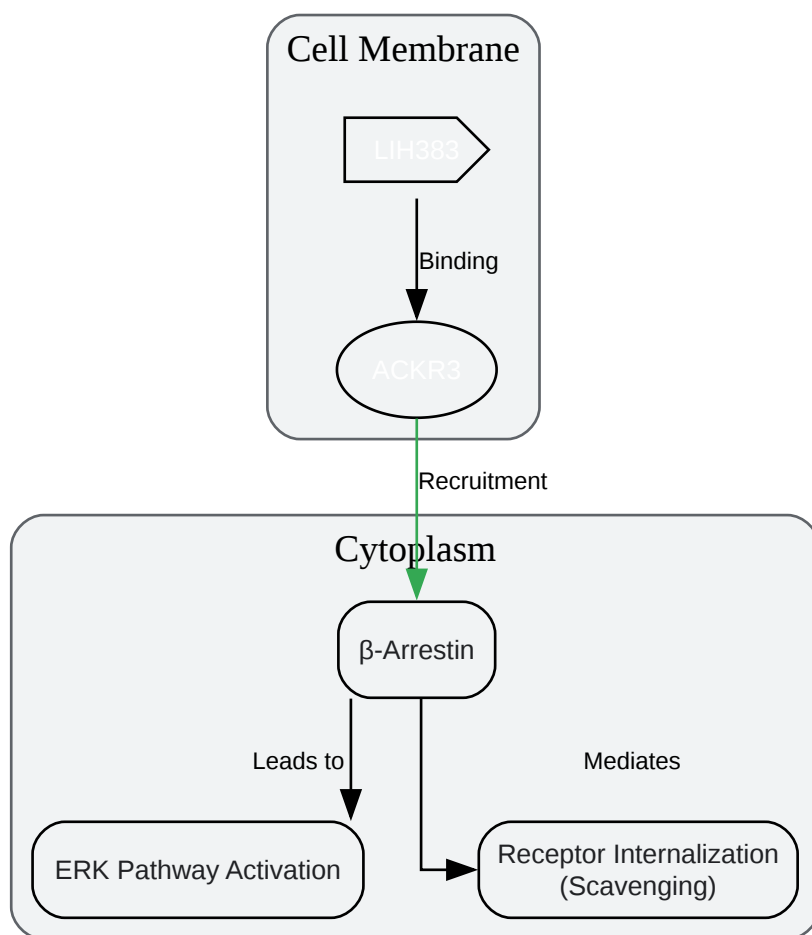 Cell Membrane
LIH383
Binding
ACKR3
Recruitment
Cytoplasm
β-Arrestin
Leads to
Mediates
ERK Pathway Activation
Receptor Internalization
(Scavenging)